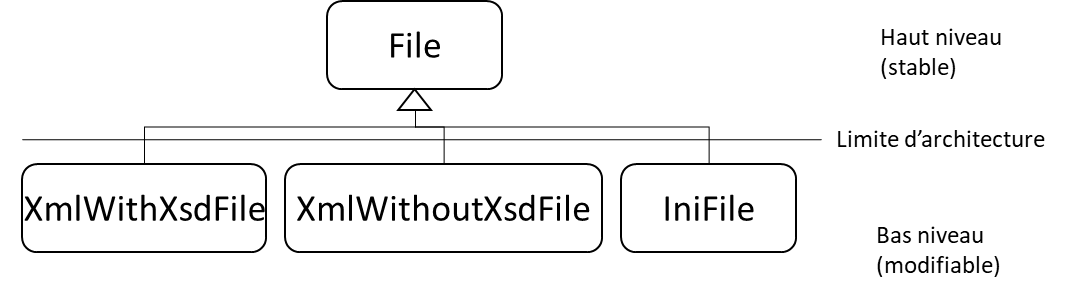 File
Haut niveau
(stable)
Limite d’architecture
XmlWithXsdFile
XmlWithoutXsdFile
IniFile
Bas niveau
(modifiable)